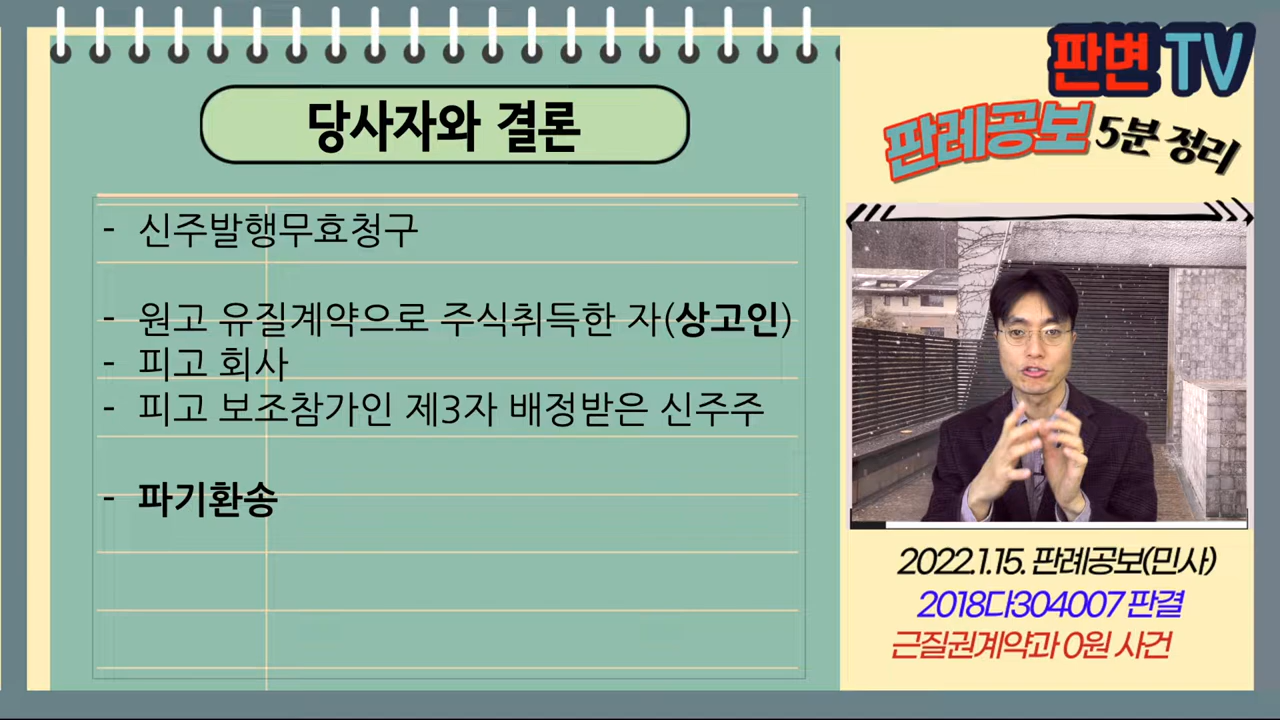 당사자와 결론
- 신주발행무효청구
- 원고 유질계약으로 주식취득한 자(상고인)
- 피고 회사
- 피고 보조참가인 제3자 배정받은 신주주
- 파기환송
판변 TV
판례공보 5분 정리
2022.1.15. 판례공보(민사)
2018다304007 판결
근질권계약과 0원 사건